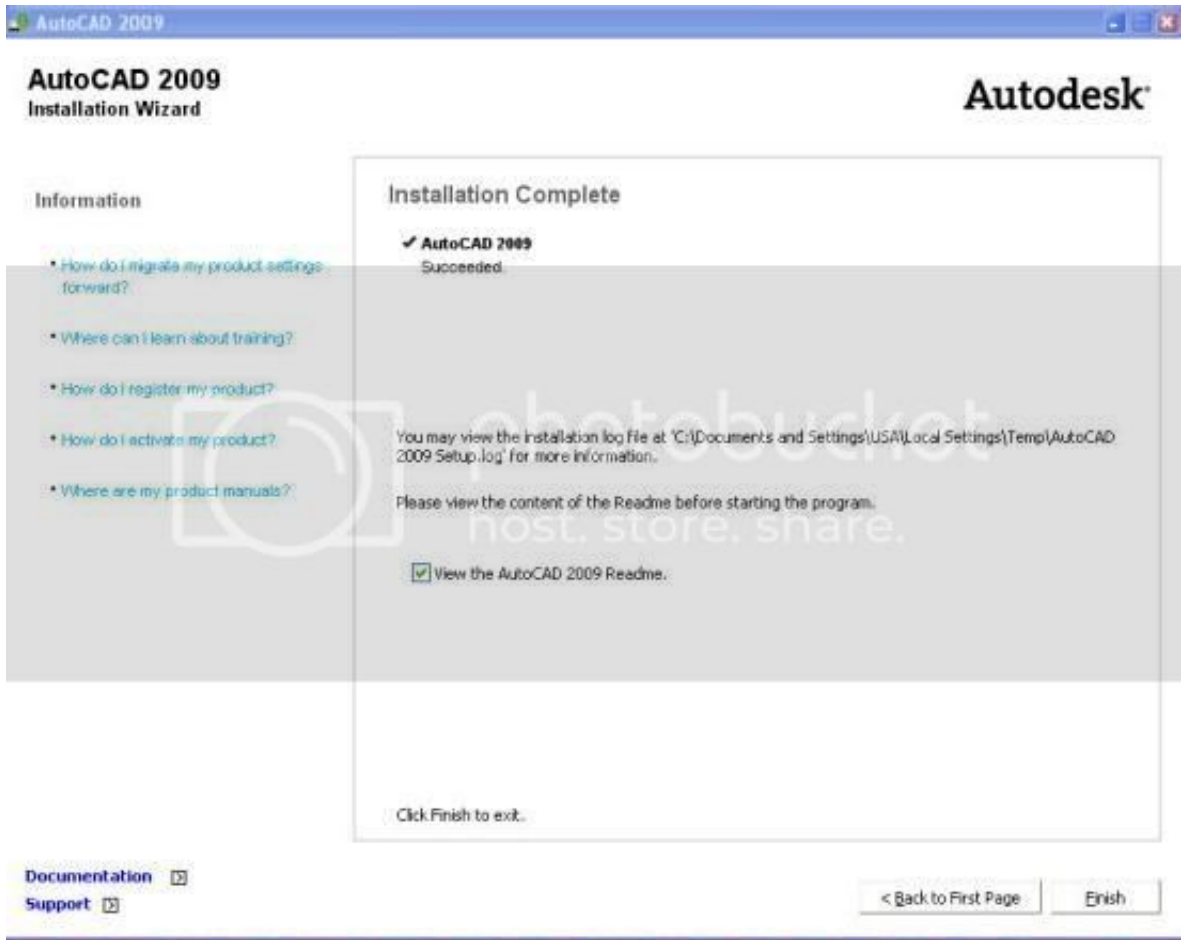 AutoCAD 2009
AutoCAD 2009
Installation Wizard
Autodesk
Information
• How do I migrate my product settings
forward?
• Where can I learn about training?
• How do I register my product?
• How do I activate my product?
• Where are my product manuals?
Installation Complete
✓ AutoCAD 2009
Succeeded.
You may view the installation log file at 'C:\Documents and Settings\USA\Local Settings\Temp\AutoCAD
2009 Setup.log' for more information.
Please view the content of the Readme before starting the program.
View the AutoCAD 2009 Readme.
Click Finish to exit.
photobucket
host. store. share.
Documentation
Support
< Back to First Page
Finish